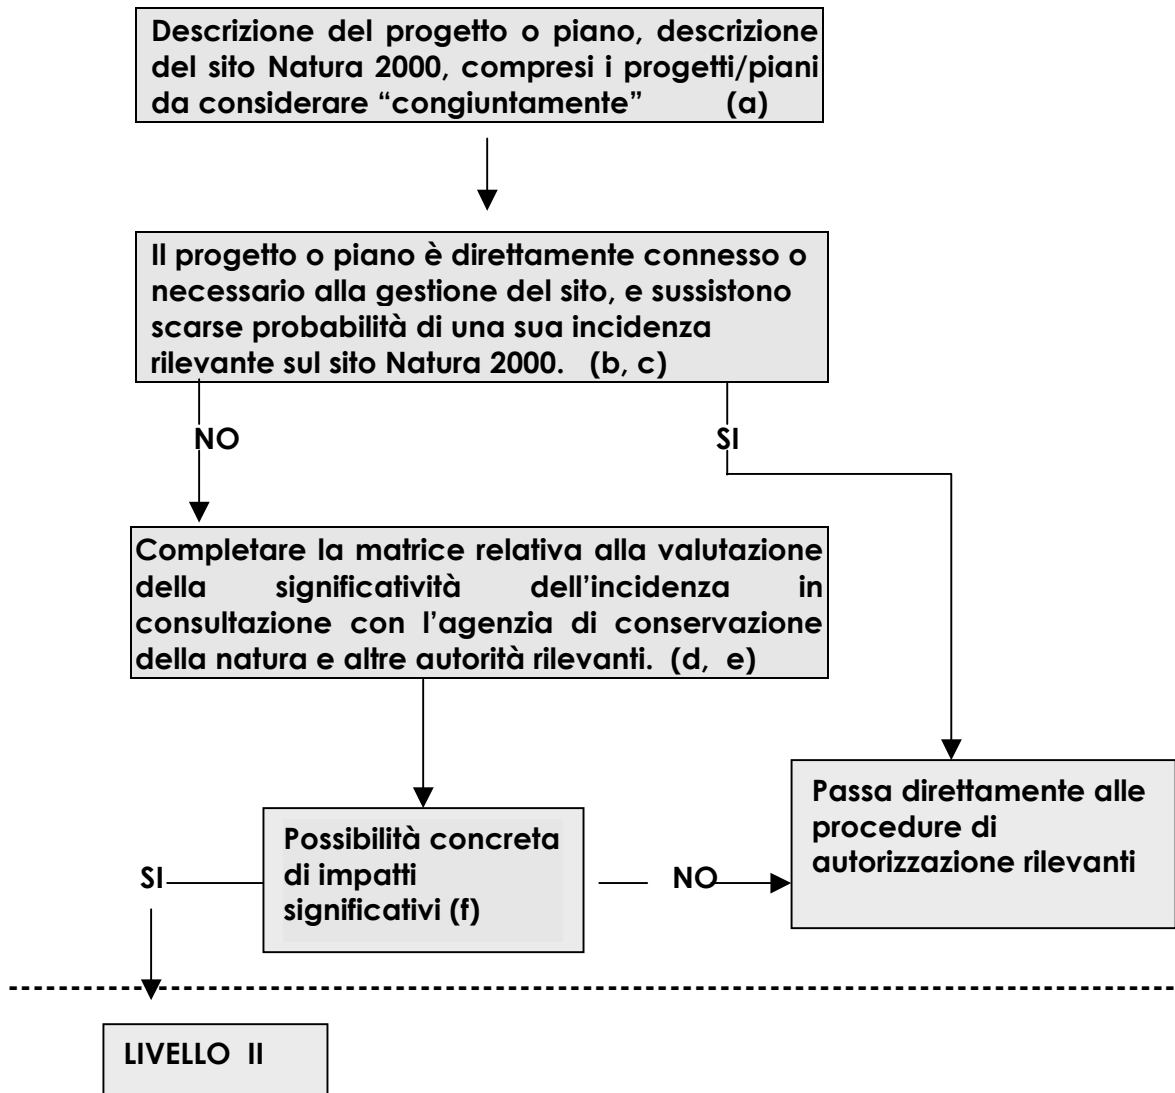 Descrizione del progetto o piano, descrizione
del sito Natura 2000, compresi i progetti/piani
da considerare “congiuntamente” (a)
Il progetto o piano è direttamente connesso o
necessario alla gestione del sito, e sussistono
scarse probabilità di una sua incidenza
rilevante sul sito Natura 2000. (b, c)
NO
SI
Completare la matrice relativa alla valutazione
della significatività dell’incidenza in
consultazione con l’agenzia di conservazione
della natura e altre autorità rilevanti. (d, e)
Passa direttamente alle
procedure di
autorizzazione rilevanti
Possibilità concreta
di impatti
significativi (f)
SI
NO
LIVELLO II